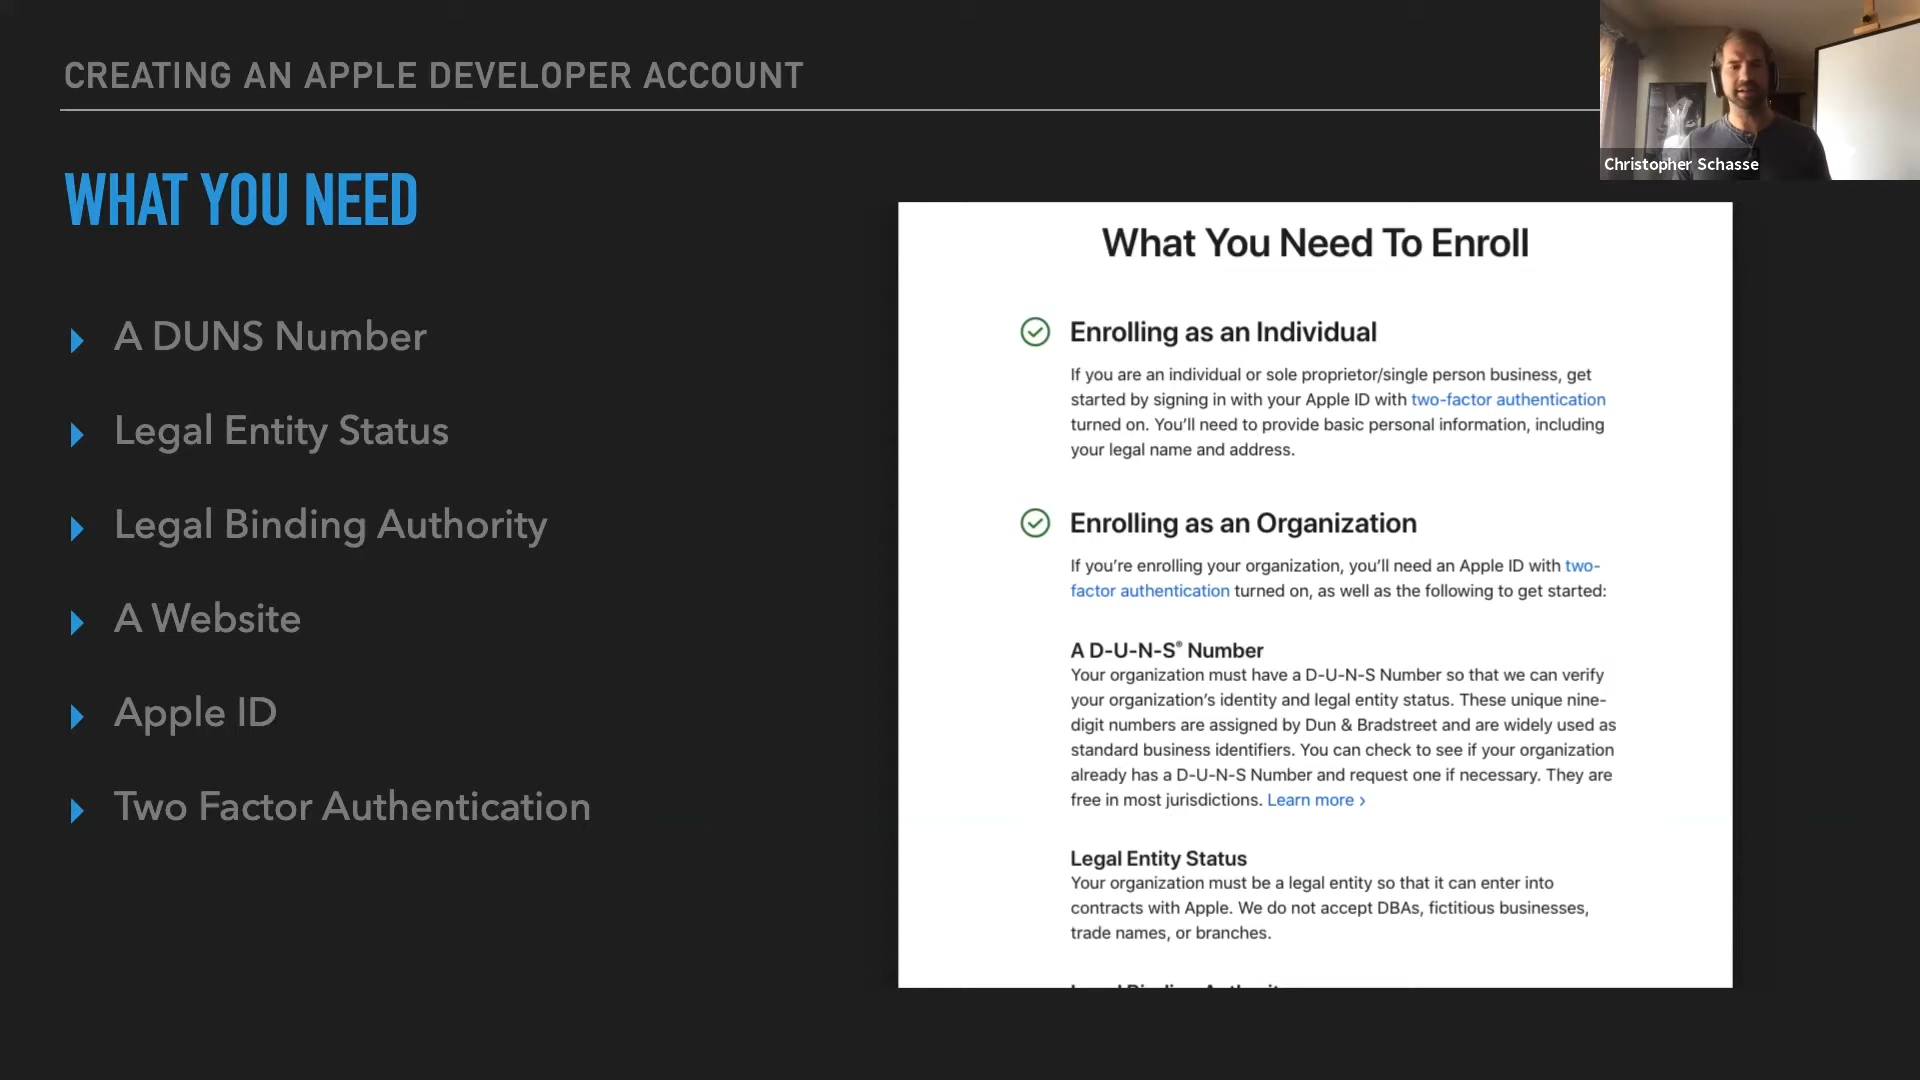 CREATING AN APPLE DEVELOPER ACCOUNT
Christopher Schasse
WHAT YOU NEED
A DUNS Number
Legal Entity Status
Legal Binding Authority
A Website
Apple ID
Two Factor Authentication
What You Need To Enroll
Enrolling as an Individual
If you are an individual or sole proprietor/single person business, get
started by signing in with your Apple ID with two-factor authentication
turned on. You’ll need to provide basic personal information, including
your legal name and address.
Enrolling as an Organization
If you’re enrolling your organization, you’ll need an Apple ID with two-
factor authentication turned on, as well as the following to get started:
A D-U-N-S® Number
Your organization must have a D-U-N-S Number so that we can verify
your organization’s identity and legal entity status. These unique nine-
digit numbers are assigned by Dun & Bradstreet and are widely used as
standard business identifiers. You can check to see if your organization
already has a D-U-N-S Number and request one if necessary. They are
free in most jurisdictions. Learn more ›
Legal Entity Status
Your organization must be a legal entity so that it can enter into
contracts with Apple. We do not accept DBAs, fictitious businesses,
trade names, or branches.